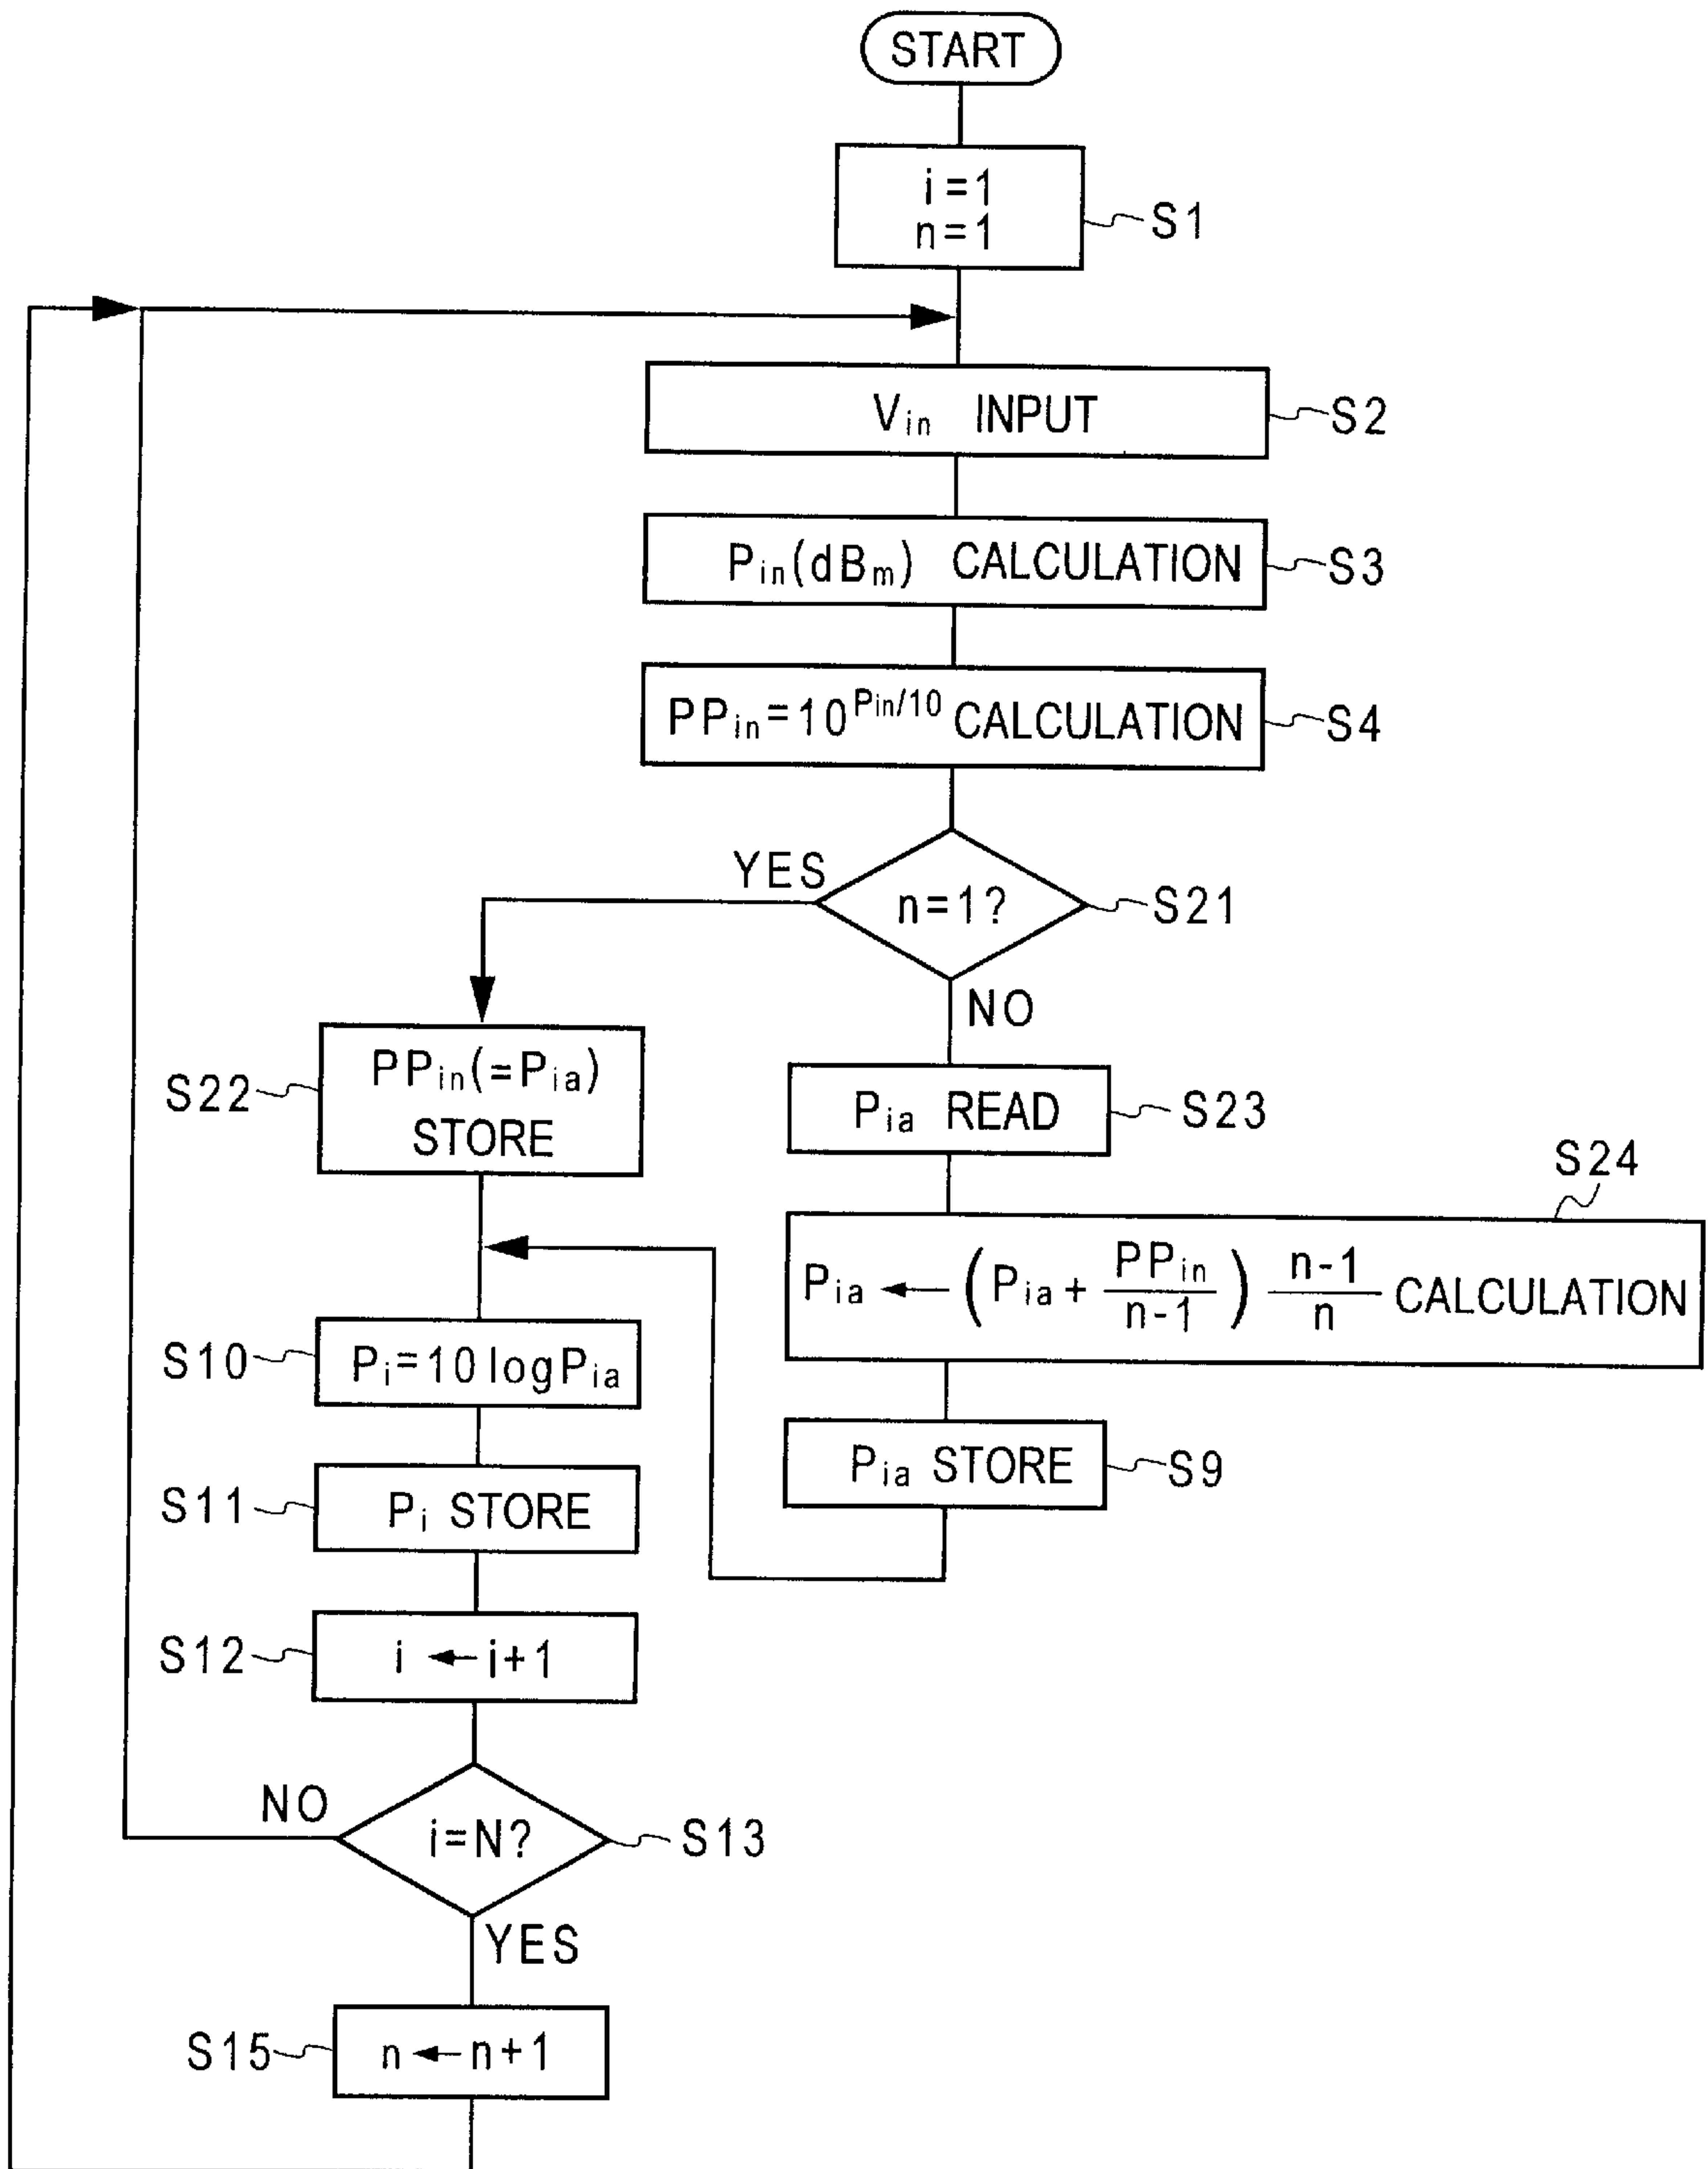 START
i=1
n=1
S1
Vin INPUT
S2
Pin(dBm) CALCULATION
S3
PPin=10^Pin/10 CALCULATION
S4
YES
n=1?
S21
NO
S22
PPin(=Pia)
STORE
Pia READ
S23
S24
Pia ← (Pia + PPin/n-1) n-1/n CALCULATION
S10
Pi=10 logPia
Pia STORE
S9
S11
Pi STORE
S12
i ← i+1
NO
i=N?
S13
YES
S15
n ← n+1